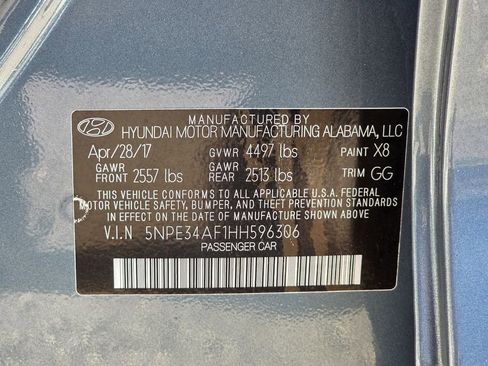 MANUFACTURED BY
HYUNDAI MOTOR MANUFACTURING ALABAMA, LLC
Apr/28/17 GVWR 4497 lbs PAINT X8
GAWR FRONT 2557 lbs GAWR REAR 2513 lbs TRIM GG
THIS VEHICLE CONFORMS TO ALL APPLICABLE U.S.A. FEDERAL
MOTOR VEHICLE SAFETY, BUMPER, AND THEFT PREVENTION STANDARDS
IN EFFECT ON THE DATE OF MANUFACTURE SHOWN ABOVE.
V.I.N 5NPE34AF1HH596306
PASSENGER CAR